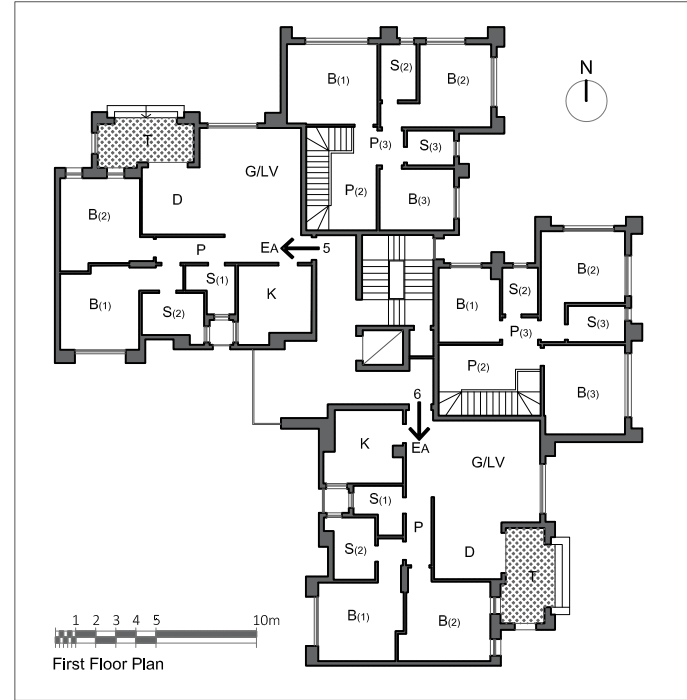 N
B(1)
S(2)
B(2)
T
G/LV
P(3)
S(3)
D
P(2)
B(3)
B(2)
P
EA
5
B(2)
S(1)
K
B(1)
S(2)
B(1)
S(2)
P(3)
S(3)
P(2)
B(3)
6
K
EA
G/LV
S(1)
P
S(2)
D
T
B(1)
B(2)
1 2 3 4 5 10m
First Floor Plan